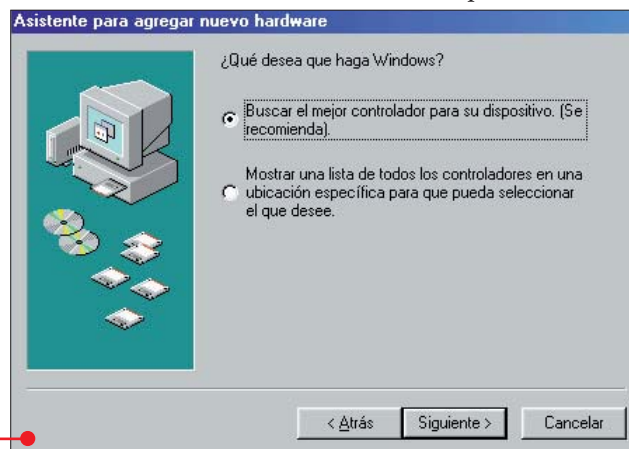 Asistente para agregar nuevo hardware
¿Qué desea que haga Windows?
Buscar el mejor controlador para su dispositivo. (Se
recomienda).
Mostrar una lista de todos los controladores en una
ubicación específica para que pueda seleccionar
el que desee.
< Atrás
Siguiente >
Cancelar